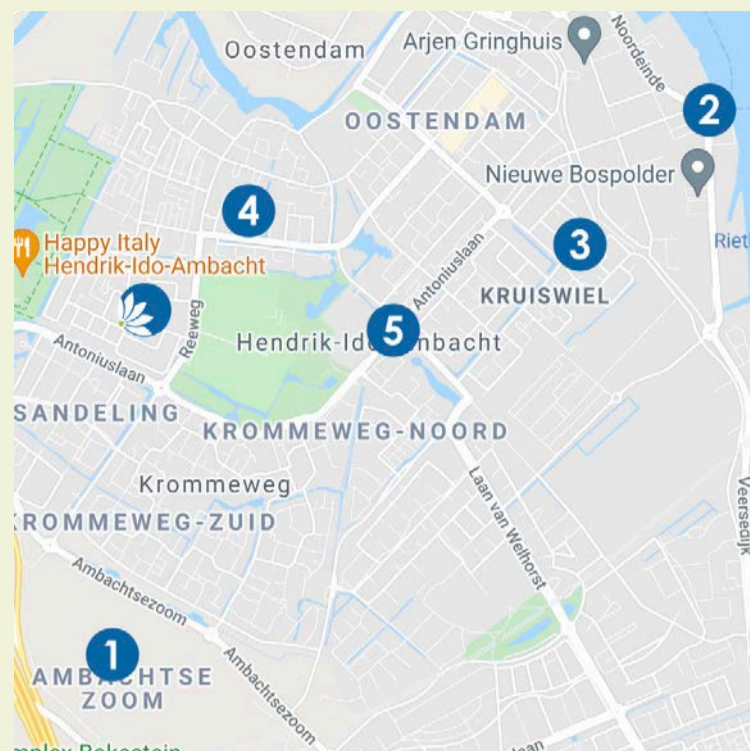 Oostendam
Arjen Gringhuis
Noordeinde
2
OOSTENDAM
Nieuwe Bospolder
4
3
Riet
Happy Italy
Hendrik-Ido-Ambacht
Antoniuslaan
KRUISWIEL
Reeweg
5
Hendrik-Ido-Ambacht
Antoniuslaan
SANDELING
KROMMEWEG-NOORD
Krommeweg
Laan van Welhorst
Veersedijk
KROMMEWEG-ZUID
Ambachtsezoom
1
Ambachtsezoom
AMBACHTSE
ZOOM